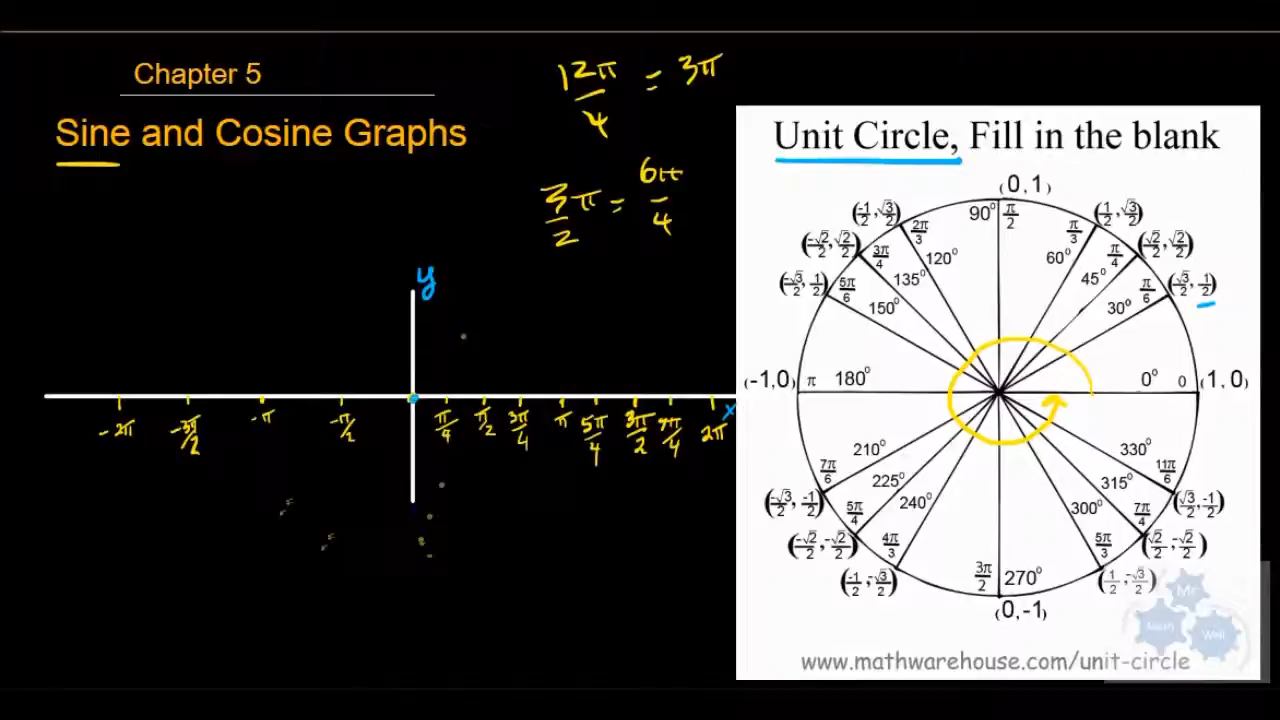 Chapter 5
Sine and Cosine Graphs
12π/4 = 3π
3/2 π = 6π/4
y
x
-2π -3π/2 -π -π/2 π/4 π/2 3π/4 π 5π/4 3π/2 7π/4 2π
Unit Circle, Fill in the blank
(0,1)
90° π/2
(-1/2, √3/2) 2π/3 120°
(1/2, √3/2) π/3 60°
(-√2/2, √2/2) 3π/4 135°
(√2/2, √2/2) π/4 45°
(-√3/2, 1/2) 5π/6 150°
(√3/2, 1/2) π/6 30°
(-1,0) π 180°
0° 0 (1,0)
210° 7π/6 (-√3/2, -1/2)
330° 11π/6 (√3/2, -1/2)
225° 5π/4 (-√2/2, -√2/2)
315° 7π/4 (√2/2, -√2/2)
240° 4π/3 (-1/2, -√3/2)
300° 5π/3 (1/2, -√3/2)
3π/2 270°
(0,-1)
Mr
Math Well
www.mathwarehouse.com/unit-circle